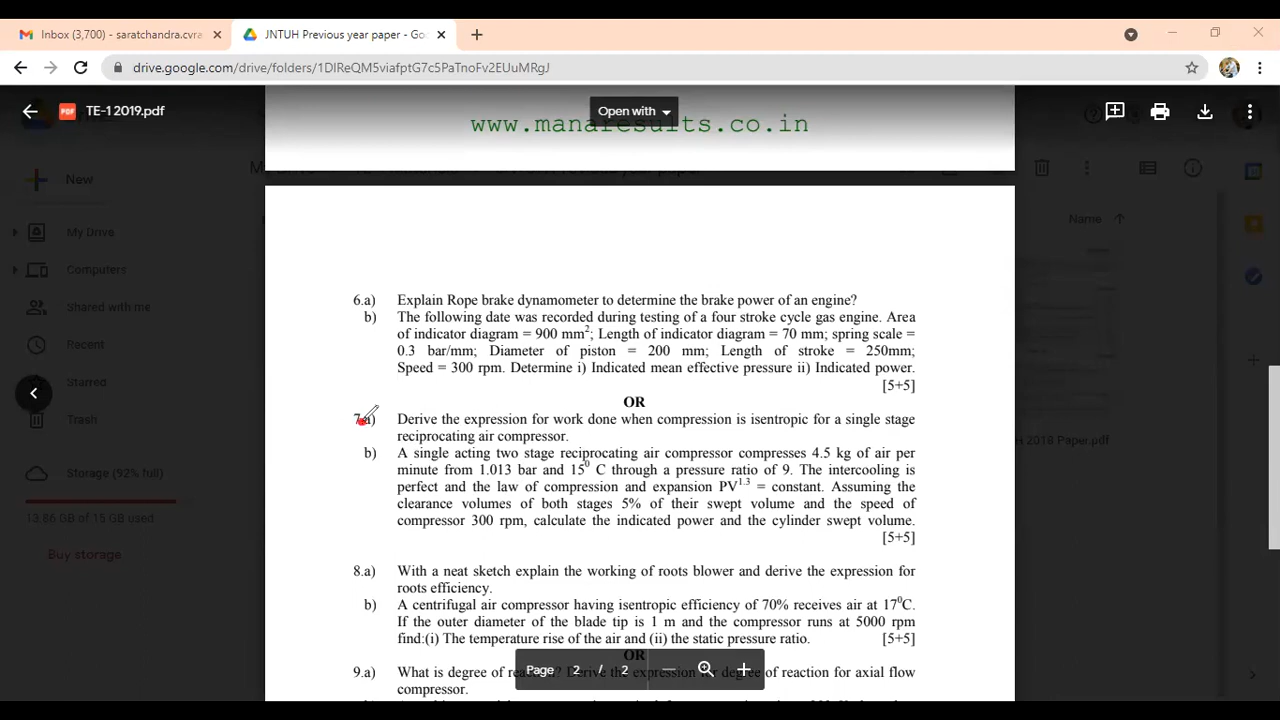 Inbox (3,700) - saratchandra.cvra
JNTUH Previous year paper - Goo
drive.google.com/drive/folders/1DlReQM5viafptG7c5PaTnoFv2EUuMRgJ
TE-1 2019.pdf
Open with
www.manaresults.co.in
New
My Drive
Computers
Shared with me
Recent
Starred
Trash
Storage (92% full)
13.86 GB of 15 GB used
Buy storage
Name
2018 Paper.pdf
6.a) Explain Rope brake dynamometer to determine the brake power of an engine?
b) The following date was recorded during testing of a four stroke cycle gas engine. Area
of indicator diagram = 900 mm²; Length of indicator diagram = 70 mm; spring scale =
0.3 bar/mm; Diameter of piston = 200 mm; Length of stroke = 250mm;
Speed = 300 rpm. Determine i) Indicated mean effective pressure ii) Indicated power.
[5+5]
OR
7.a) Derive the expression for work done when compression is isentropic for a single stage
reciprocating air compressor.
b) A single acting two stage reciprocating air compressor compresses 4.5 kg of air per
minute from 1.013 bar and 15⁰ C through a pressure ratio of 9. The intercooling is
perfect and the law of compression and expansion PV¹·³ = constant. Assuming the
clearance volumes of both stages 5% of their swept volume and the speed of
compressor 300 rpm, calculate the indicated power and the cylinder swept volume.
[5+5]
8.a) With a neat sketch explain the working of roots blower and derive the expression for
roots efficiency.
b) A centrifugal air compressor having isentropic efficiency of 70% receives air at 17⁰C.
If the outer diameter of the blade tip is 1 m and the compressor runs at 5000 rpm
find:(i) The temperature rise of the air and (ii) the static pressure ratio. [5+5]
OR
9.a) What is degree of reaction? Derive the expression for degree of reaction for axial flow
compressor.
Page 2 / 2